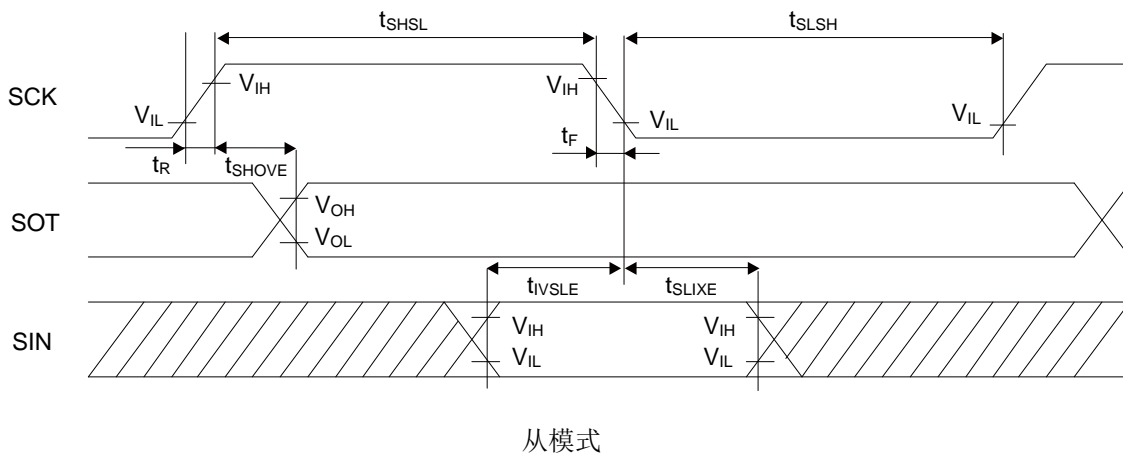 tSHSL tSLSH
SCK
VIH VIH
VIL VIL VIL
tR tSHOVE tF
SOT
VOH
VOL
tIVSLE tSLIXE
SIN
VIH VIH
VIL VIL
从模式